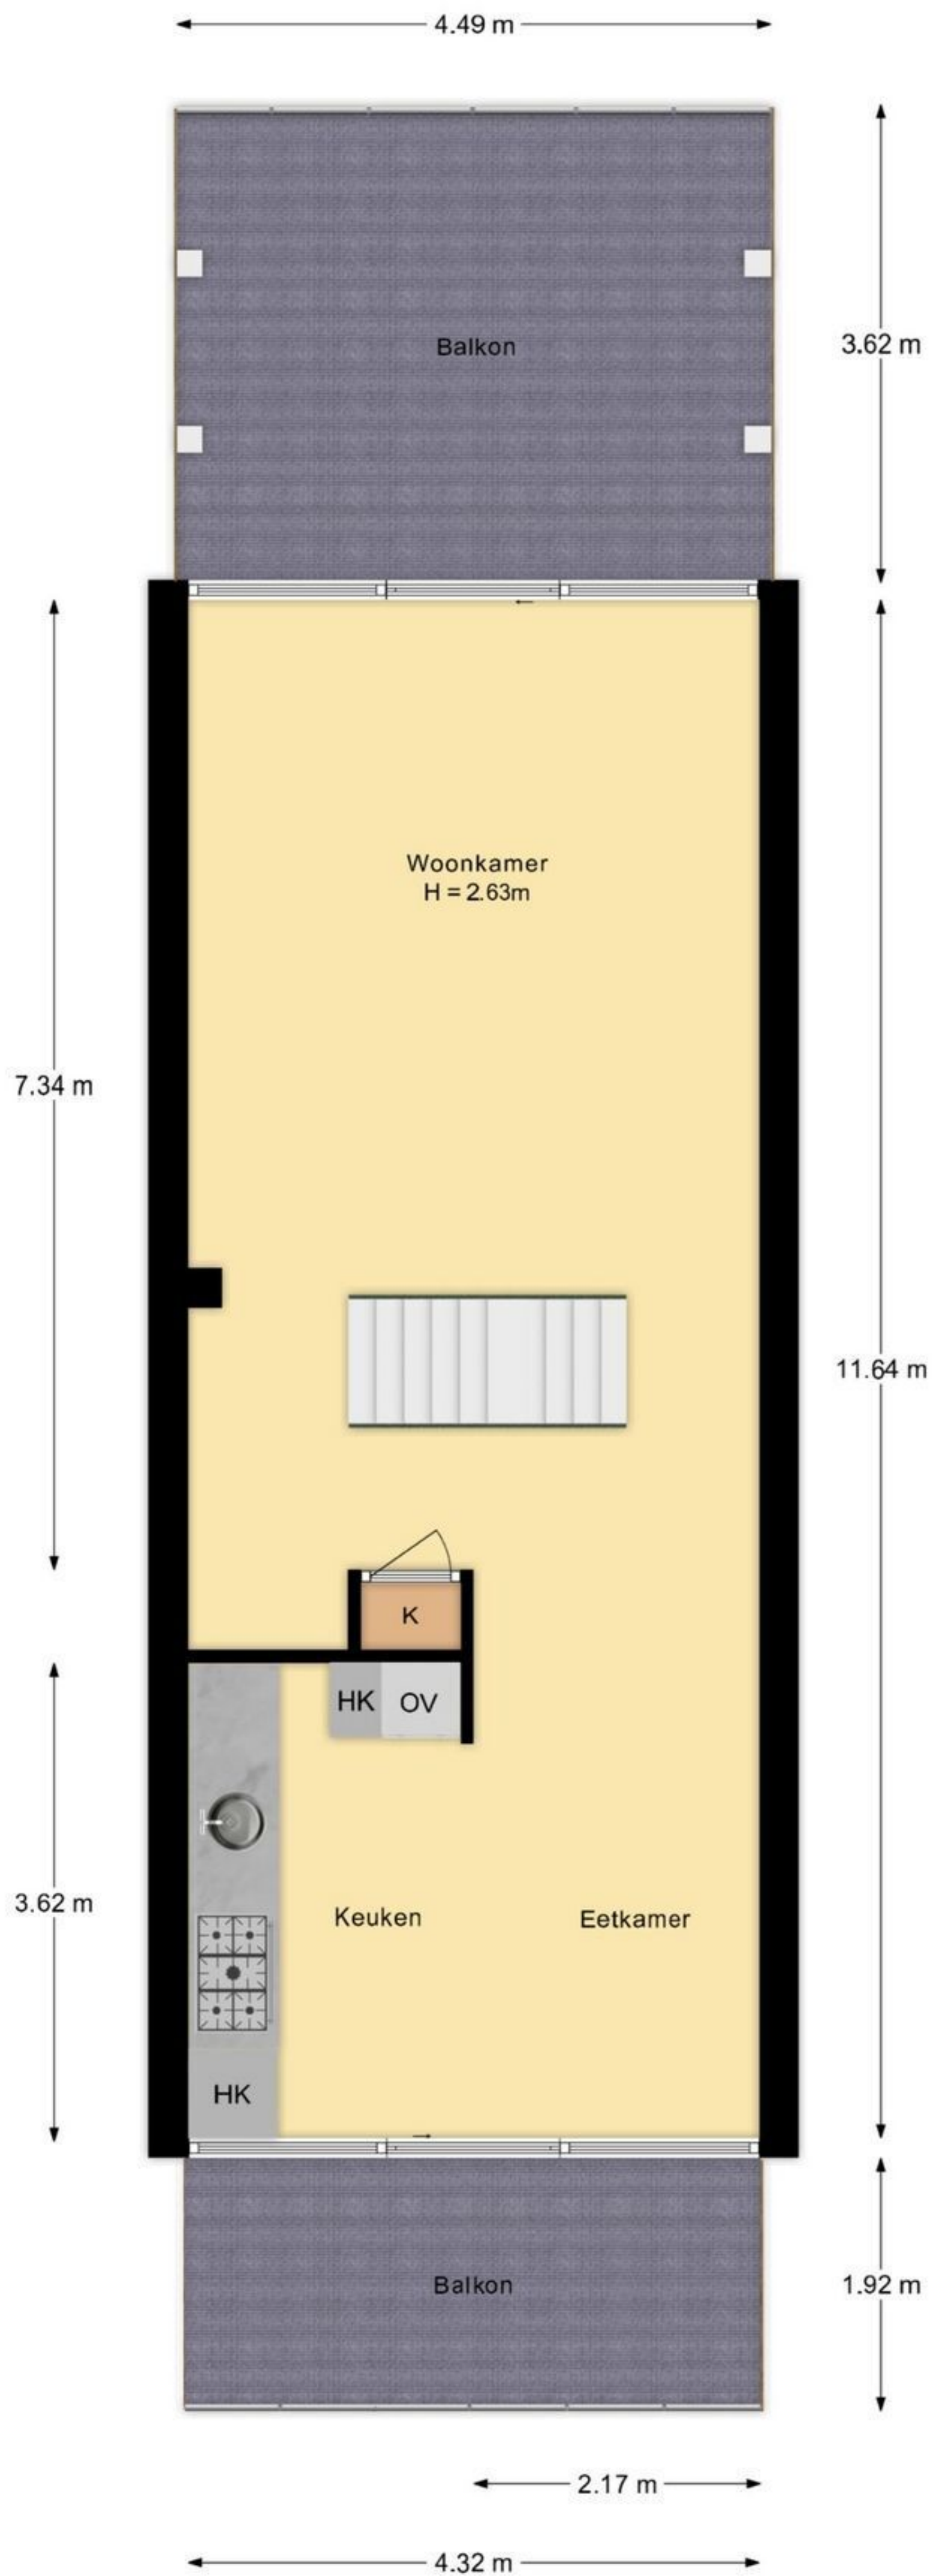 4.49 m
Balkon
3.62 m
Woonkamer
H = 2.63m
7.34 m
11.64 m
K
HK
OV
3.62 m
Keuken
Eetkamer
HK
Balkon
1.92 m
2.17 m
4.32 m